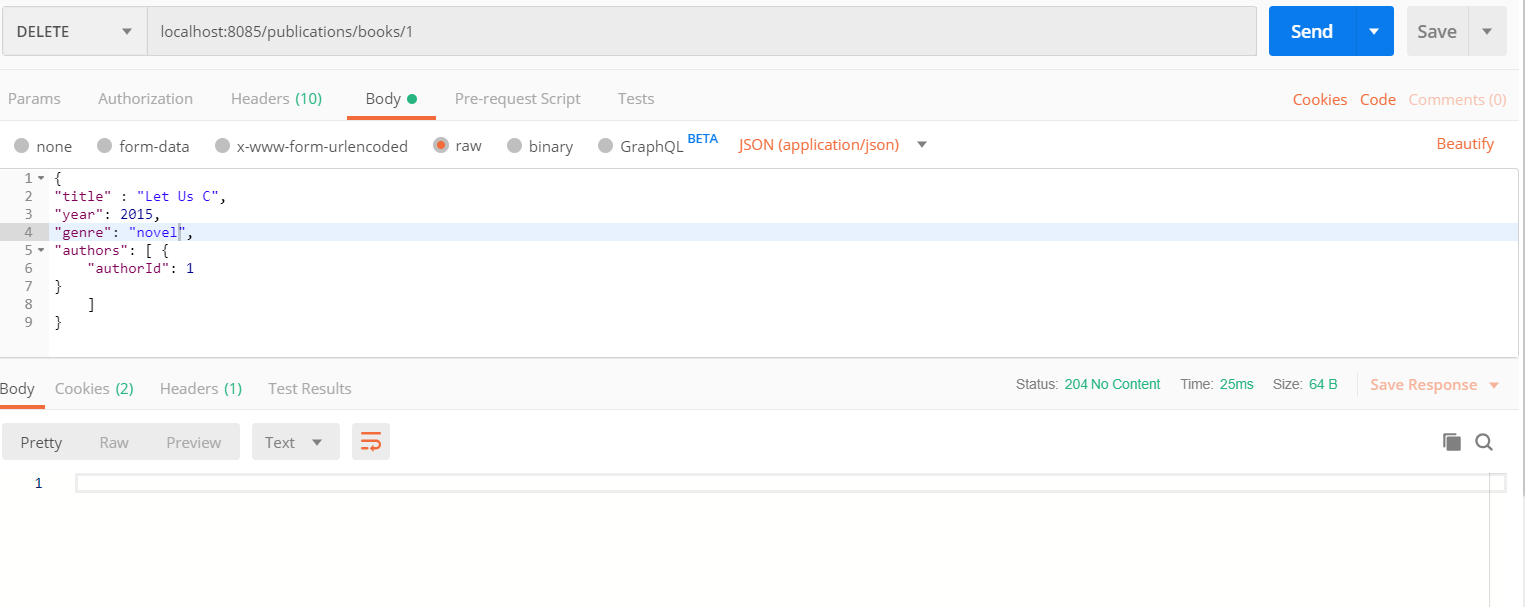 DELETE localhost:8085/publications/books/1 Send Save
Params Authorization Headers (10) Body Pre-request Script Tests Cookies Code Comments (0)
none form-data x-www-form-urlencoded raw binary GraphQL BETA JSON (application/json) Beautify
1 {
2 "title" : "Let Us C",
3 "year": 2015,
4 "genre": "novel",
5 "authors": [ {
6 "authorId": 1
7 }
8 ]
9 }
Body Cookies (2) Headers (1) Test Results Status: 204 No Content Time: 25ms Size: 64 B Save Response
Pretty Raw Preview Text
1